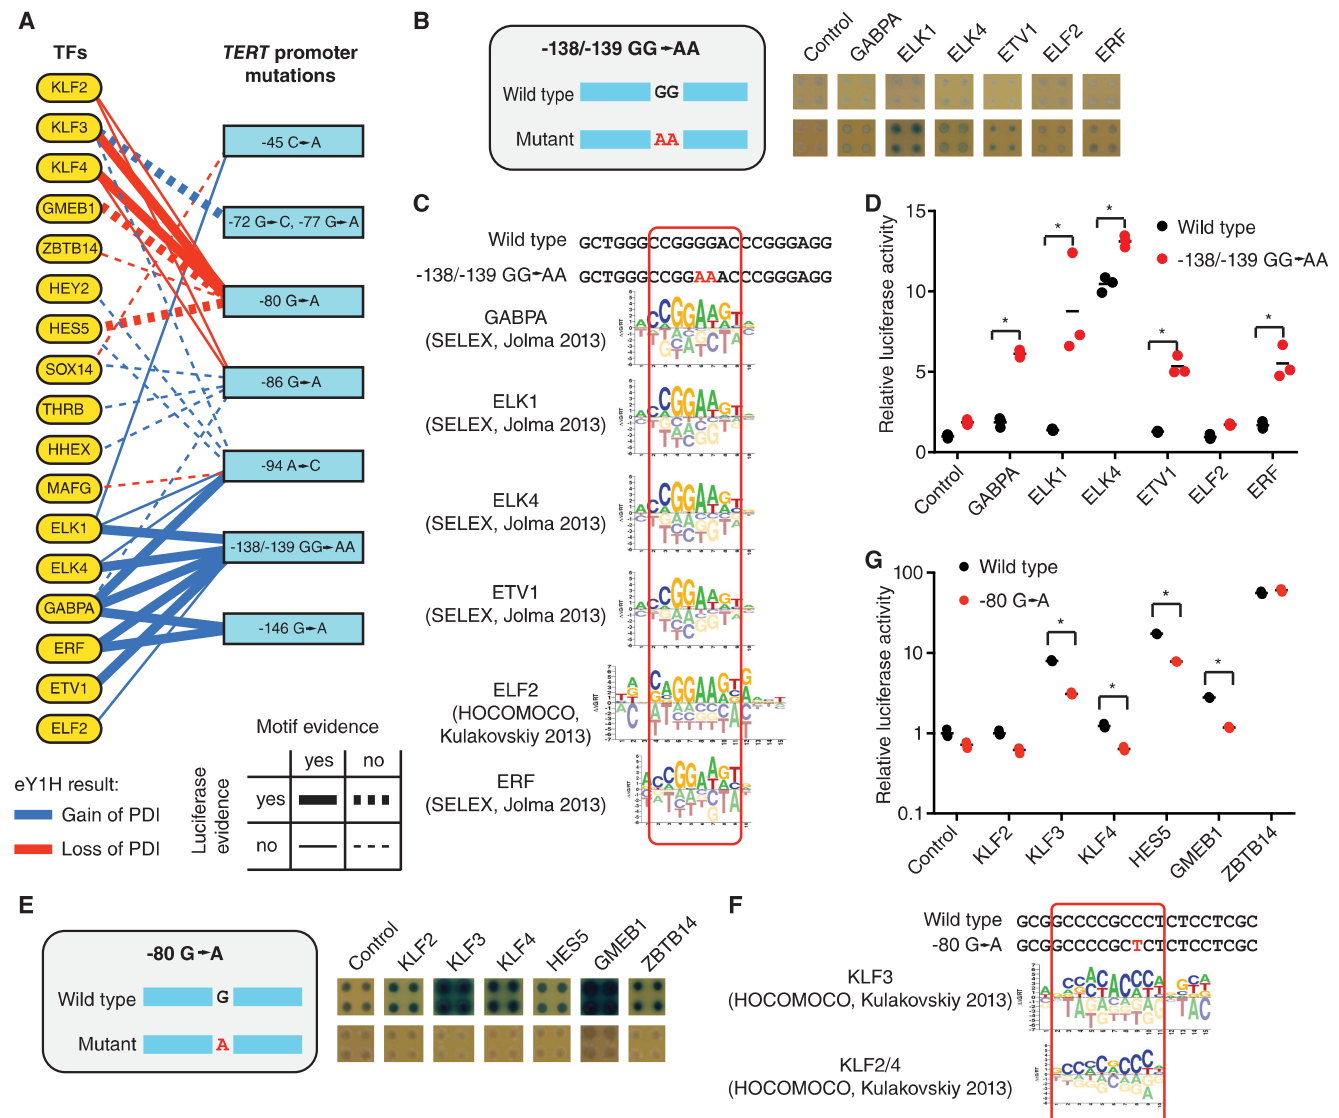 A
TFs
TERT promoter
mutations
KLF2
KLF3
KLF4
GMEB1
ZBTB14
HEY2
HES5
SOX14
THRB
HHEX
MAFG
ELK1
ELK4
GABPA
ERF
ETV1
ELF2
-45 C→A
-72 G→C, -77 G→A
-80 G→A
-86 G→A
-94 A→C
-138/-139 GG→AA
-146 G→A
eY1H result:
Gain of PDI
Loss of PDI
Motif evidence
yes no
Luciferase
evidence
yes
no
B
-138/-139 GG→AA
Wild type GG
Mutant AA
Control GABPA ELK1 ELK4 ETV1 ELF2 ERF
C
Wild type GCTGGGCCGGGGACCCGGGAGG
-138/-139 GG→AA GCTGGGCCGGAAACCCGGGAGG
GABPA
(SELEX, Jolma 2013)
ELK1
(SELEX, Jolma 2013)
ELK4
(SELEX, Jolma 2013)
ETV1
(SELEX, Jolma 2013)
ELF2
(HOCOMOCO,
Kulakovskiy 2013)
ERF
(SELEX, Jolma 2013)
D
Relative luciferase activity
15
10
5
0
Wild type
-138/-139 GG→AA
* * * * *
Control GABPA ELK1 ELK4 ETV1 ELF2 ERF
G
Relative luciferase activity
100
10
1
0.1
Wild type
-80 G→A
* * * *
Control KLF2 KLF3 KLF4 HES5 GMEB1 ZBTB14
E
-80 G→A
Wild type G
Mutant A
Control KLF2 KLF3 KLF4 HES5 GMEB1 ZBTB14
F
Wild type GCGGCCCCGCCCTCTCCTCGC
-80 G→A GCGGCCCCGCTCTCTCCTCGC
KLF3
(HOCOMOCO, Kulakovskiy 2013)
KLF2/4
(HOCOMOCO, Kulakovskiy 2013)